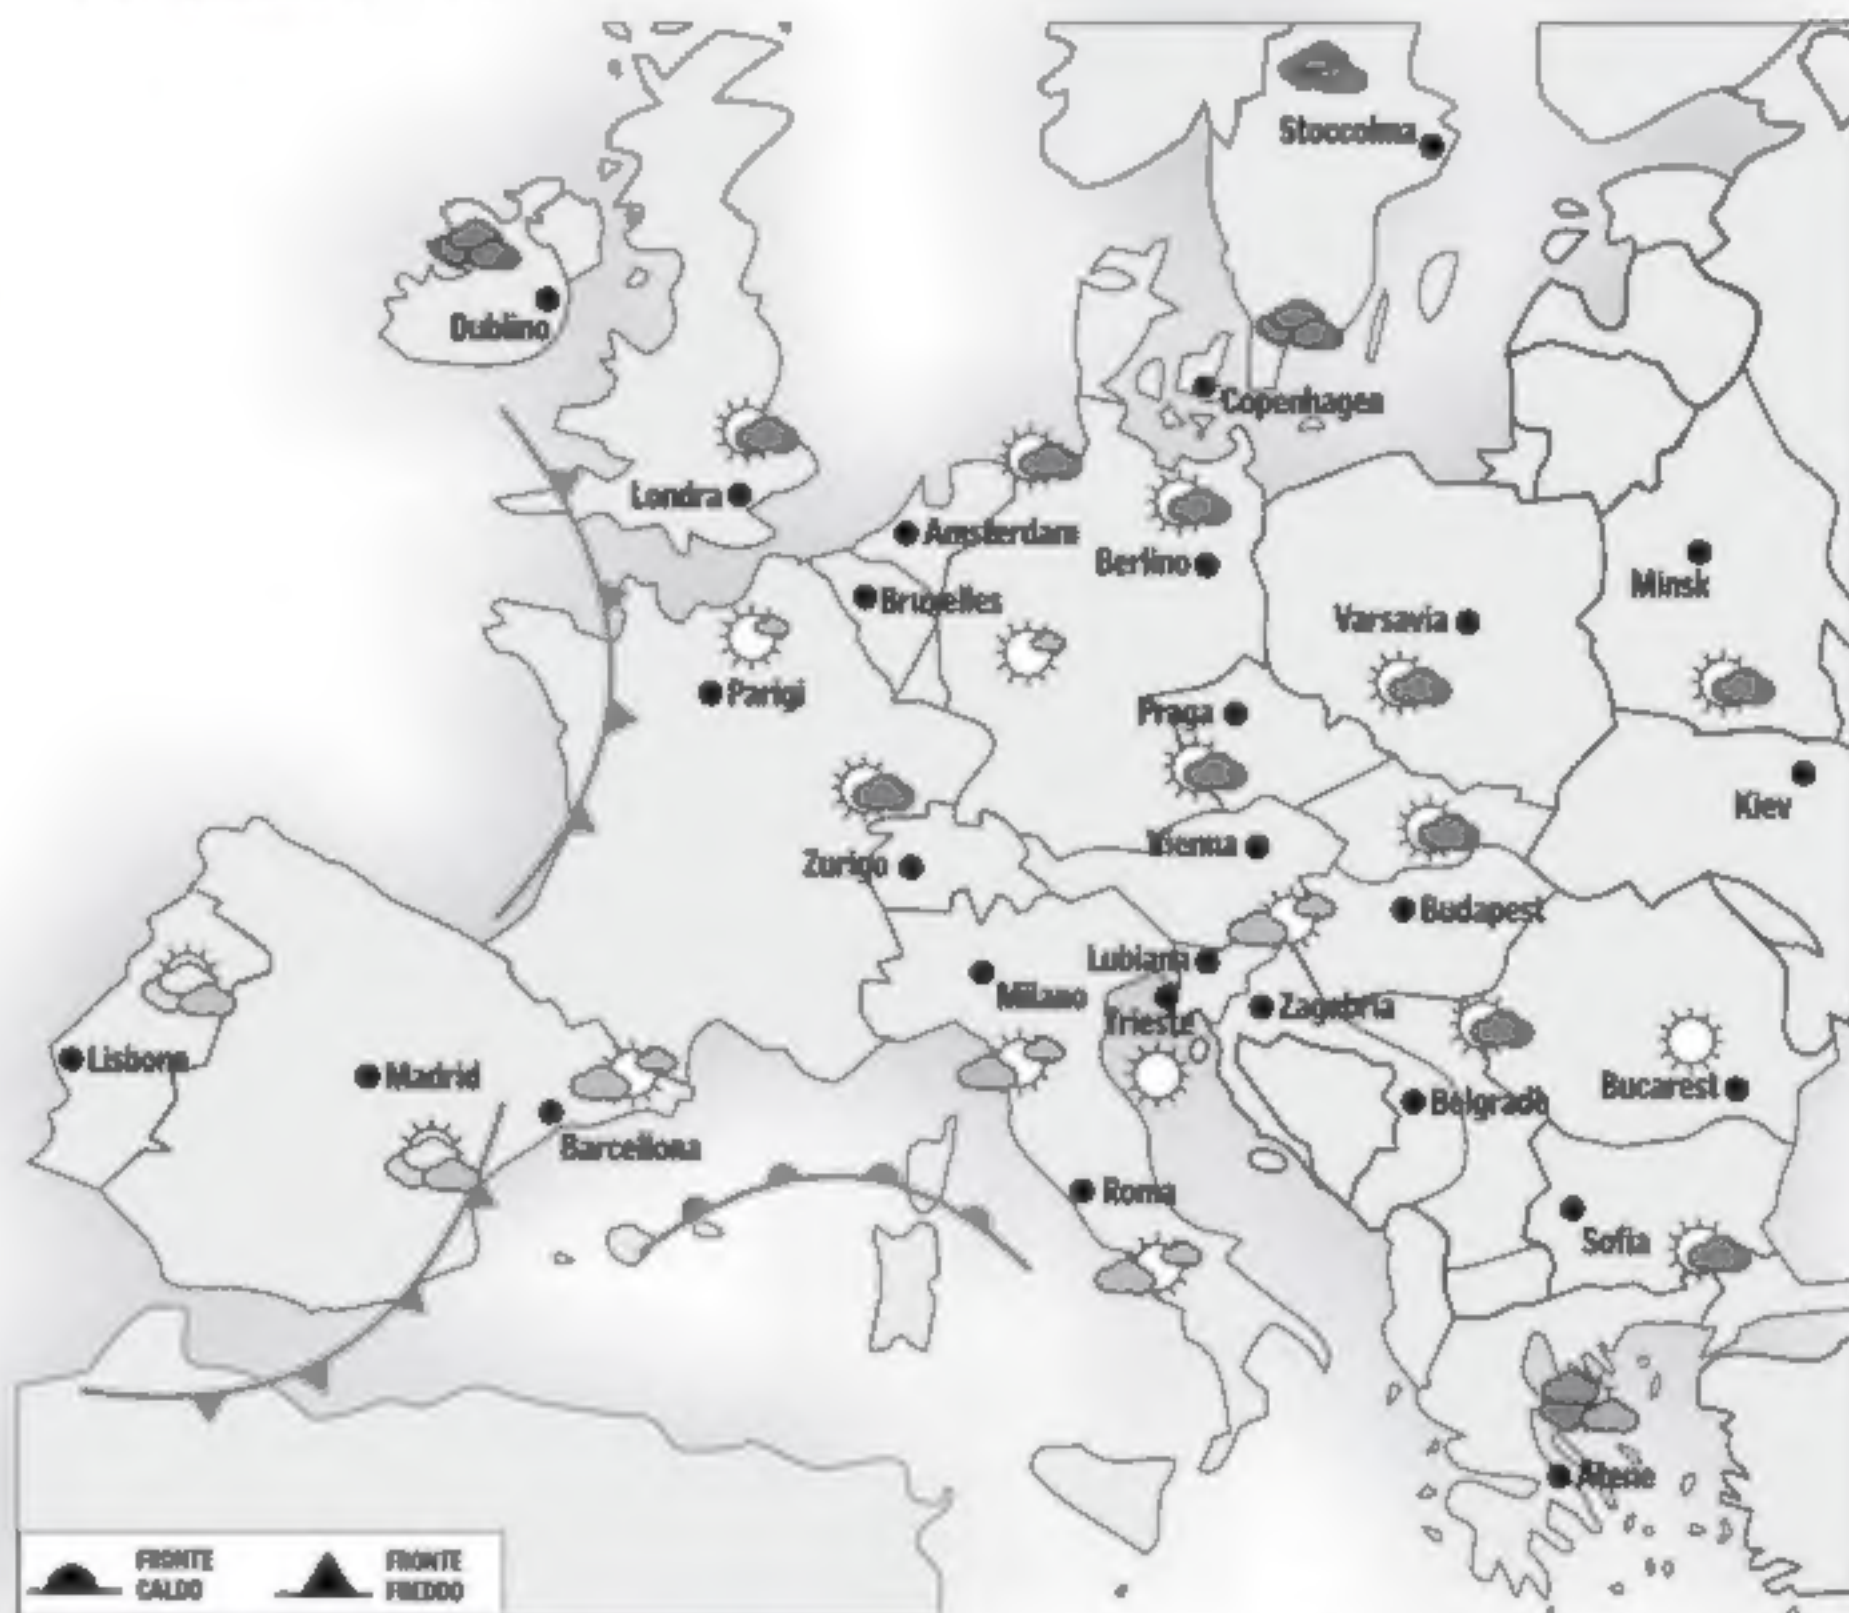 Stoccolma
Dublino
Copenhagen
Londra
Amsterdam
Berlino
Minsk
Bruxelles
Varsavia
Parigi
Praga
Kiev
Vienna
Zurigo
Budapest
Lubiana
Milano
Zagabria
Trieste
Lisbona
Madrid
Bucarest
Belgrado
Barcellona
Roma
Sofia
Atene
FRONTE
CALDO
FRONTE
FREDDO